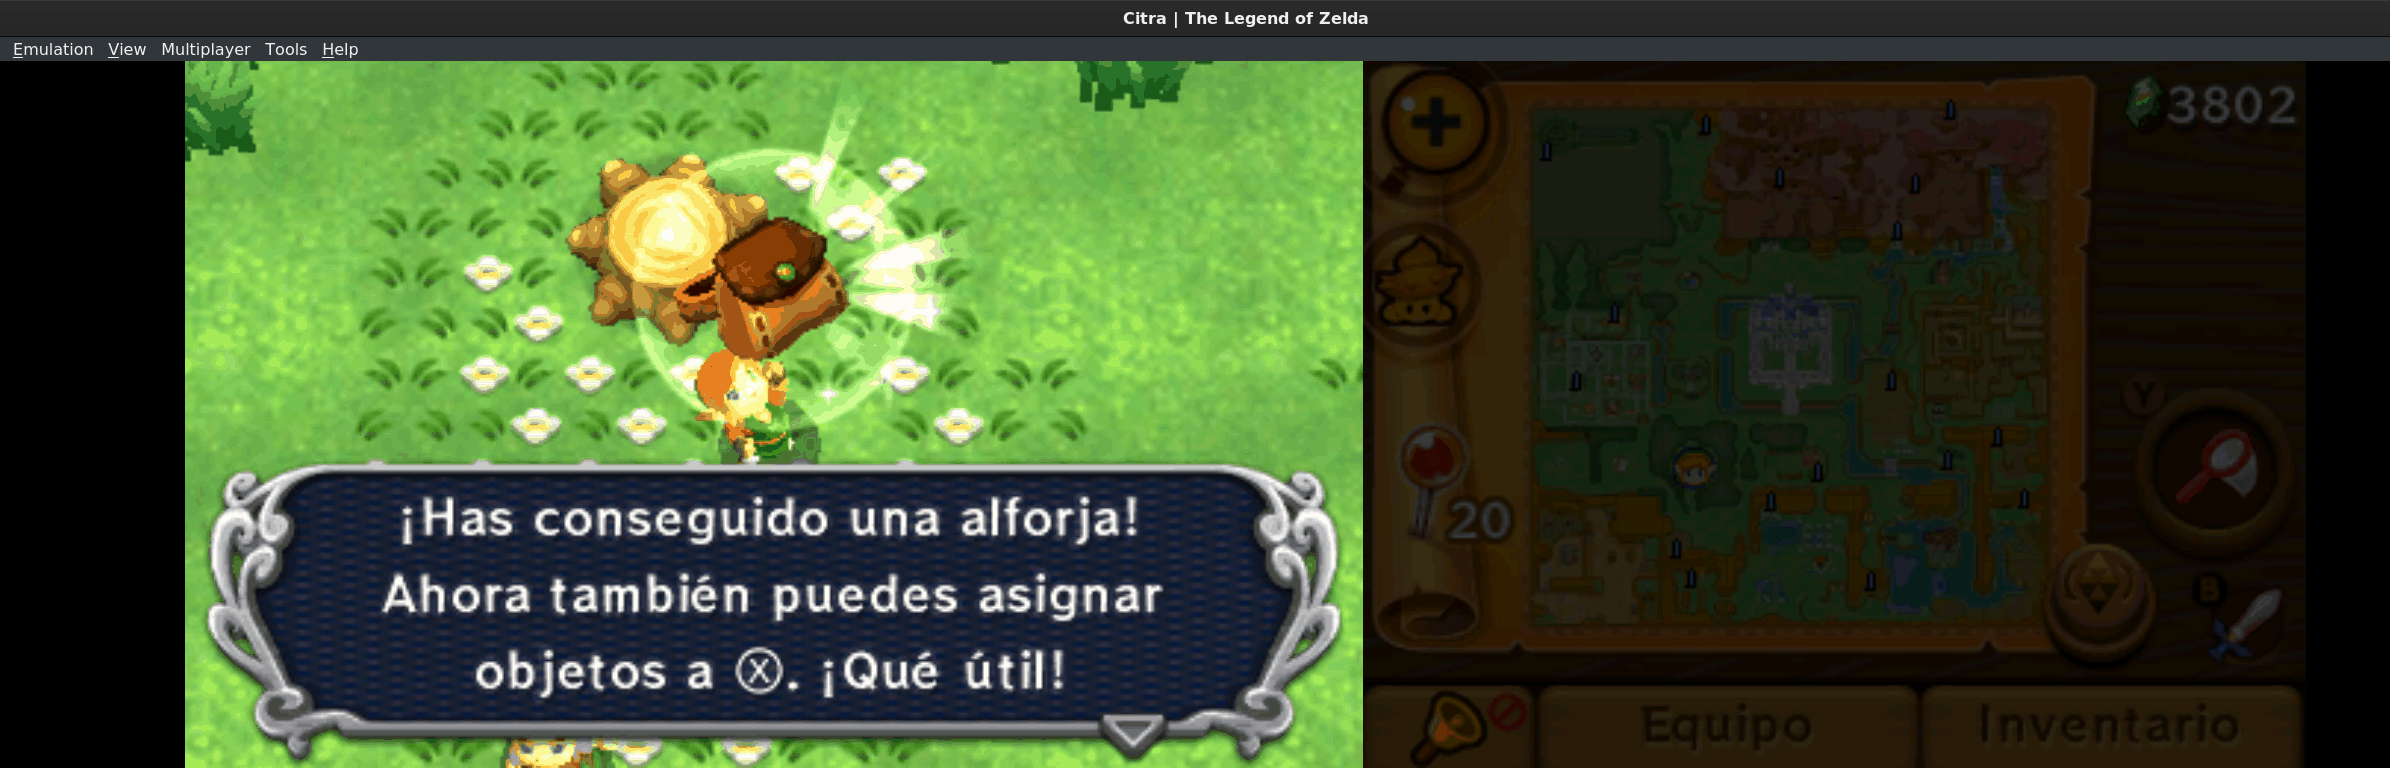 Citra | The Legend of Zelda
Emulation View Multiplayer Tools Help
¡Has conseguido una alforja!
Ahora también puedes asignar
objetos a Ⓧ. ¡Qué útil!
3802
Y
20
B
Equipo
Inventario